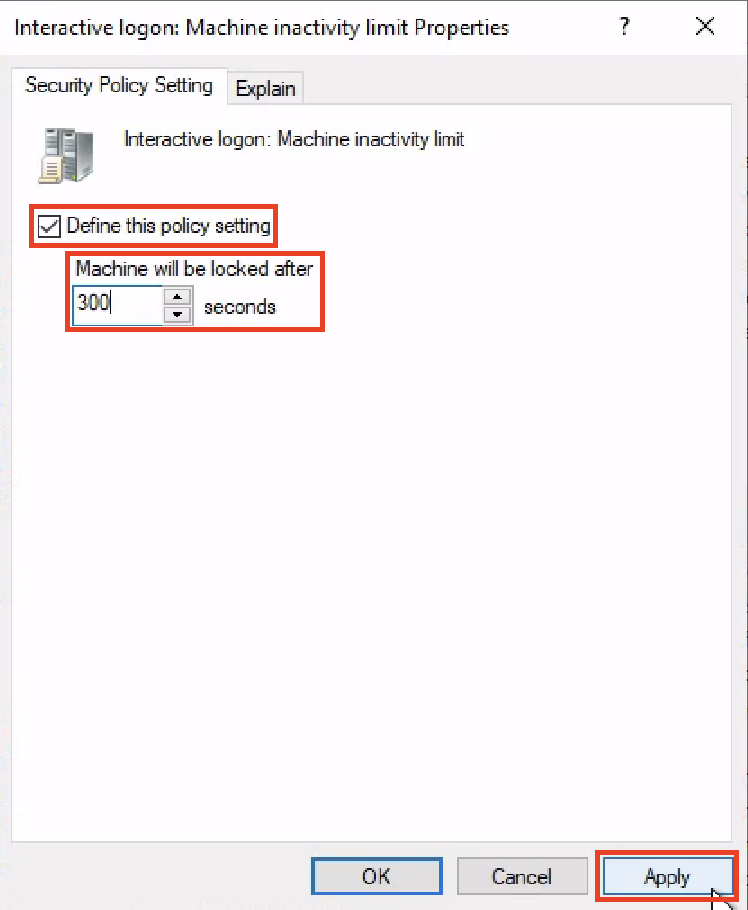 Interactive logon: Machine inactivity limit Properties ? X
Security Policy Setting Explain
Interactive logon: Machine inactivity limit
Define this policy setting
Machine will be locked after
300 seconds
OK Cancel Apply